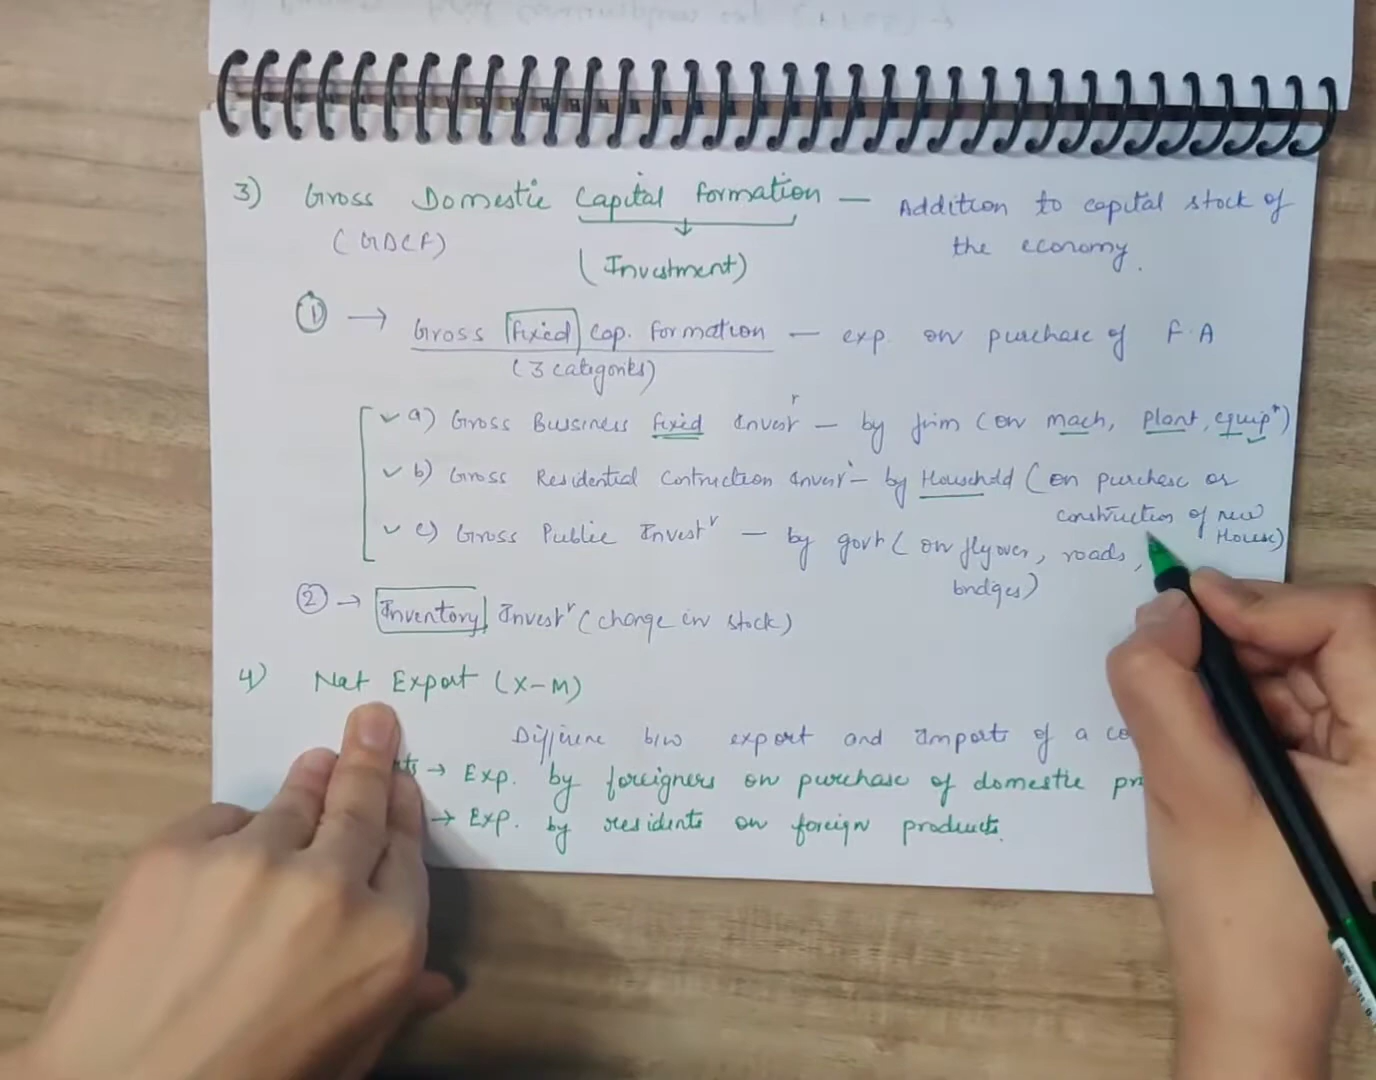 3) Gross Domestic Capital formation — Addition to capital stock of
(GDCF) the economy.
(Investment)
① → Gross fixed Cap. formation — exp. on purchase of F.A
(3 categories)
a) Gross Business fixed Invest — by firm (on mach, plant, equip)
b) Gross Residential Contruction Invest — by Household (on purchase or
construction of new
House)
c) Gross Public Invest — by govt (on flyover, roads,
bridges)
② → Inventory Invest (change in stock)
4) Net Export (X-M)
b/w export and Imports of a
→ Exp. by foreigners on purchase of domestic
→ Exp. by residents on foreign products.